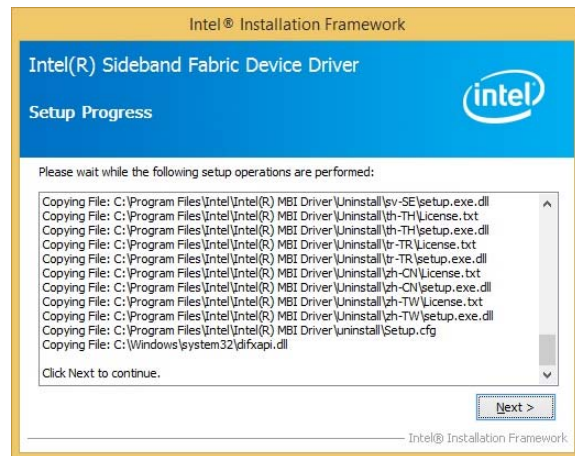 Intel® Installation Framework
Intel(R) Sideband Fabric Device Driver
Setup Progress
intel
Please wait while the following setup operations are performed:
Copying File: C:\Program Files\Intel\Intel(R) MBI Driver\Uninstall\sv-SE\setup.exe.dll
Copying File: C:\Program Files\Intel\Intel(R) MBI Driver\Uninstall\th-TH\License.txt
Copying File: C:\Program Files\Intel\Intel(R) MBI Driver\Uninstall\th-TH\setup.exe.dll
Copying File: C:\Program Files\Intel\Intel(R) MBI Driver\Uninstall\tr-TR\License.txt
Copying File: C:\Program Files\Intel\Intel(R) MBI Driver\Uninstall\tr-TR\setup.exe.dll
Copying File: C:\Program Files\Intel\Intel(R) MBI Driver\Uninstall\zh-CN\License.txt
Copying File: C:\Program Files\Intel\Intel(R) MBI Driver\Uninstall\zh-CN\setup.exe.dll
Copying File: C:\Program Files\Intel\Intel(R) MBI Driver\Uninstall\zh-TW\License.txt
Copying File: C:\Program Files\Intel\Intel(R) MBI Driver\Uninstall\zh-TW\setup.exe.dll
Copying File: C:\Program Files\Intel\Intel(R) MBI Driver\uninstall\Setup.cfg
Copying File: C:\Windows\system32\difxapi.dll
Click Next to continue.
Next >
Intel® Installation Framework